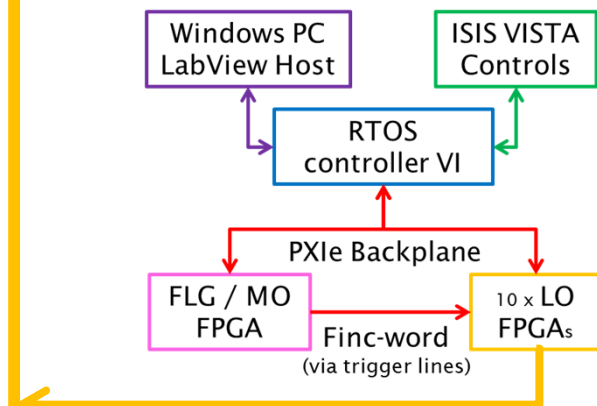 Windows PC
LabView Host
ISIS VISTA
Controls
RTOS
controller VI
PXIe Backplane
FLG / MO
FPGA
Finc-word
(via trigger lines)
10 x LO
FPGAs